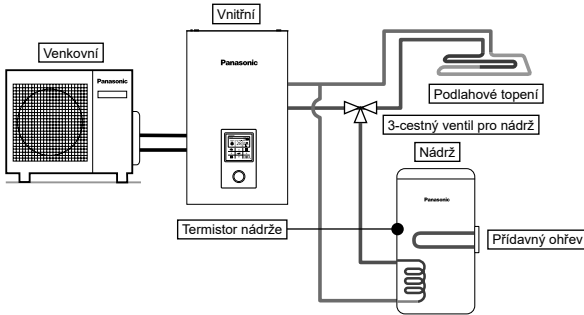 Vnitřní
Venkovní
Panasonic
Panasonic
Podlahové topení
3-cestný ventil pro nádrž
Nádrž
Panasonic
Termistor nádrže
Přídavný ohřev